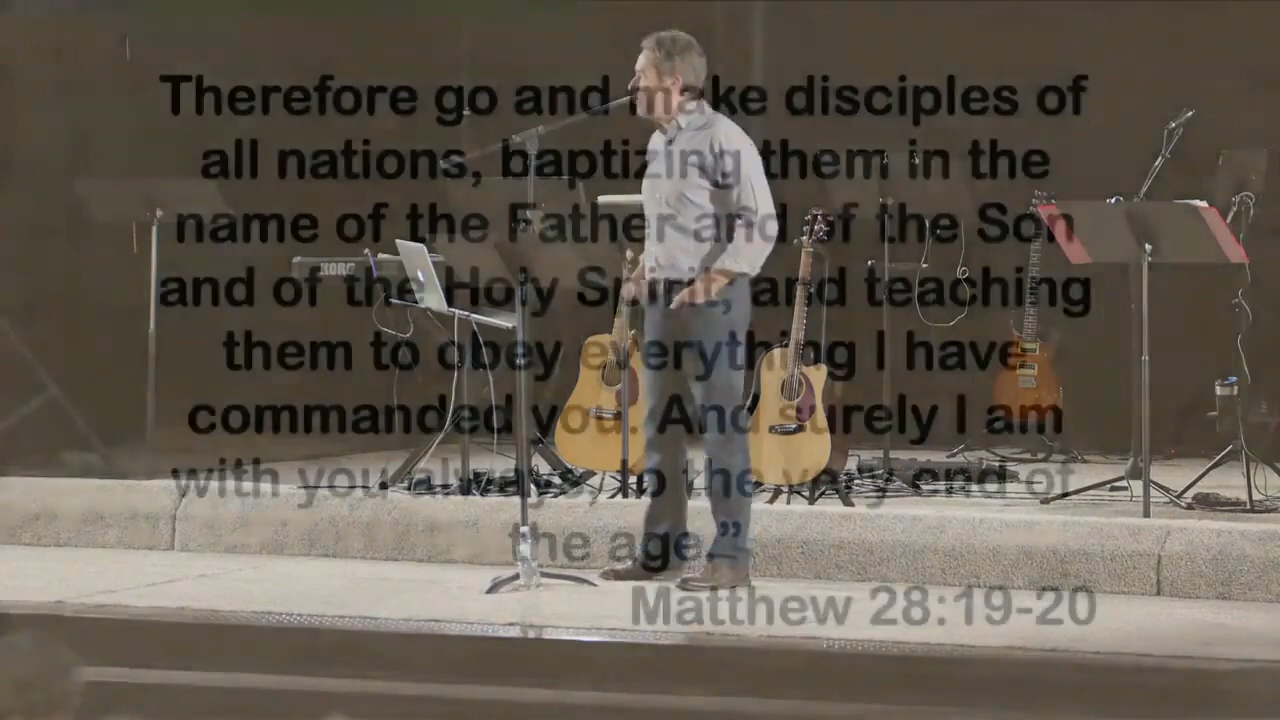 Therefore go and make disciples of
all nations, baptizing them in the
name of the Father and of the Son
and of the Holy Spirit, and teaching
them to obey everything I have
commanded you. And surely I am
with you always, to the very end of
the age.”
Matthew 28:19-20
KORG